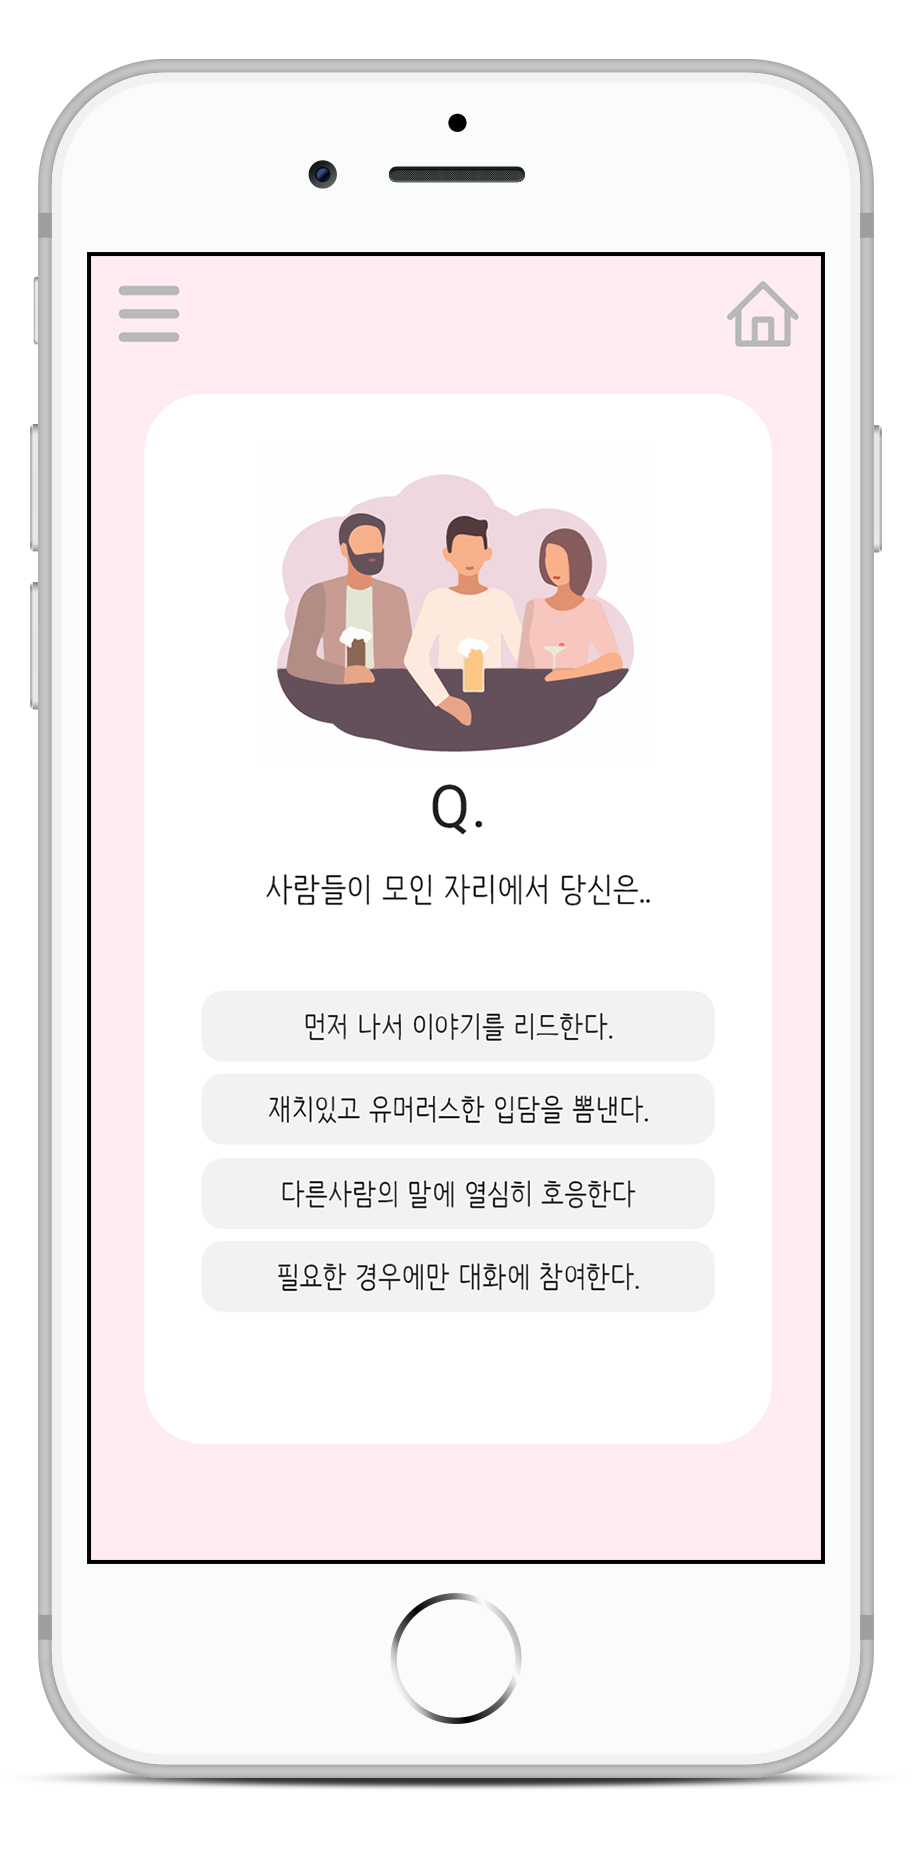 Q.
사람들이 모인 자리에서 당신은..
먼저 나서 이야기를 리드한다.
재치있고 유머러스한 입담을 뽐낸다.
다른사람의 말에 열심히 호응한다
필요한 경우에만 대화에 참여한다.